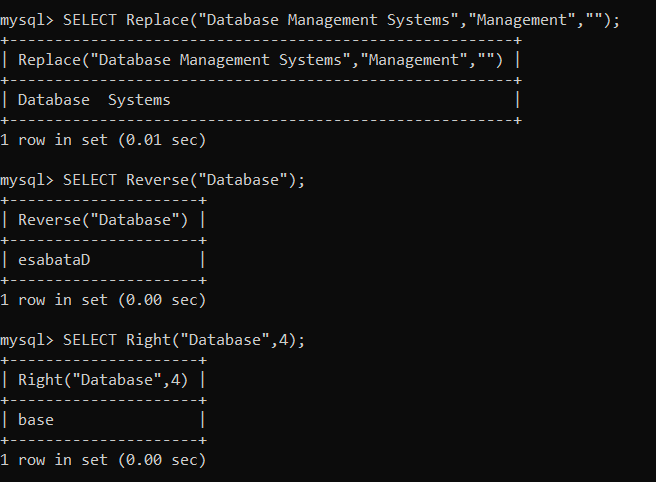 mysql> SELECT Replace("Database Management Systems","Management","");
+--------------------------------------------------------+
| Replace("Database Management Systems","Management","") |
+--------------------------------------------------------+
| Database  Systems                                      |
+--------------------------------------------------------+
1 row in set (0.01 sec)

mysql> SELECT Reverse("Database");
+---------------------+
| Reverse("Database") |
+---------------------+
| esabataD            |
+---------------------+
1 row in set (0.00 sec)

mysql> SELECT Right("Database",4);
+---------------------+
| Right("Database",4) |
+---------------------+
| base                |
+---------------------+
1 row in set (0.00 sec)